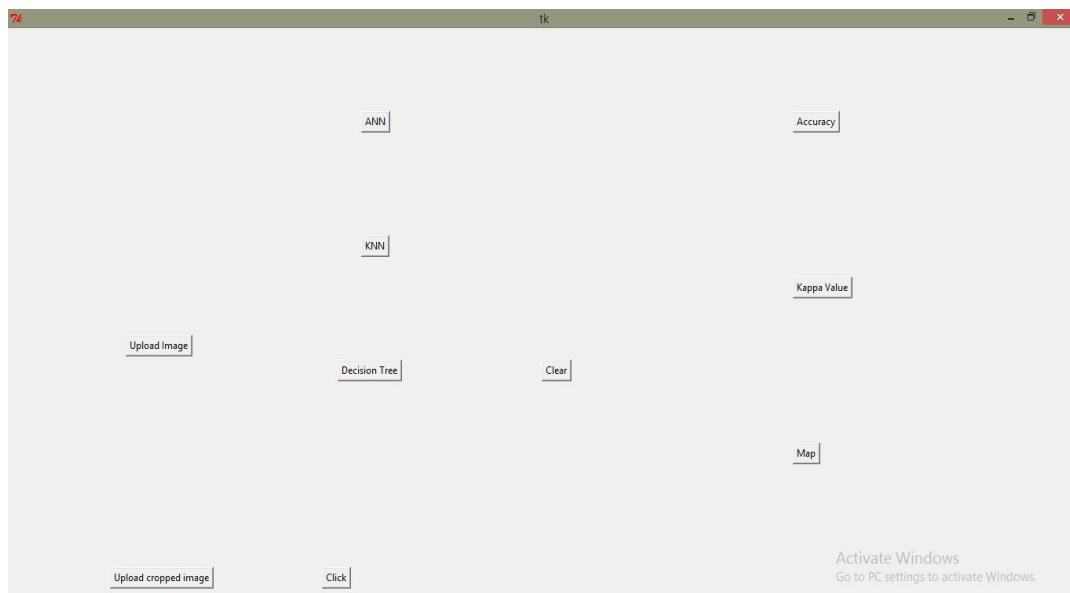 tk
ANN
Accuracy
KNN
Kappa Value
Upload Image
Decision Tree
Clear
Map
Activate Windows
Go to PC settings to activate Windows.
Upload cropped image
Click